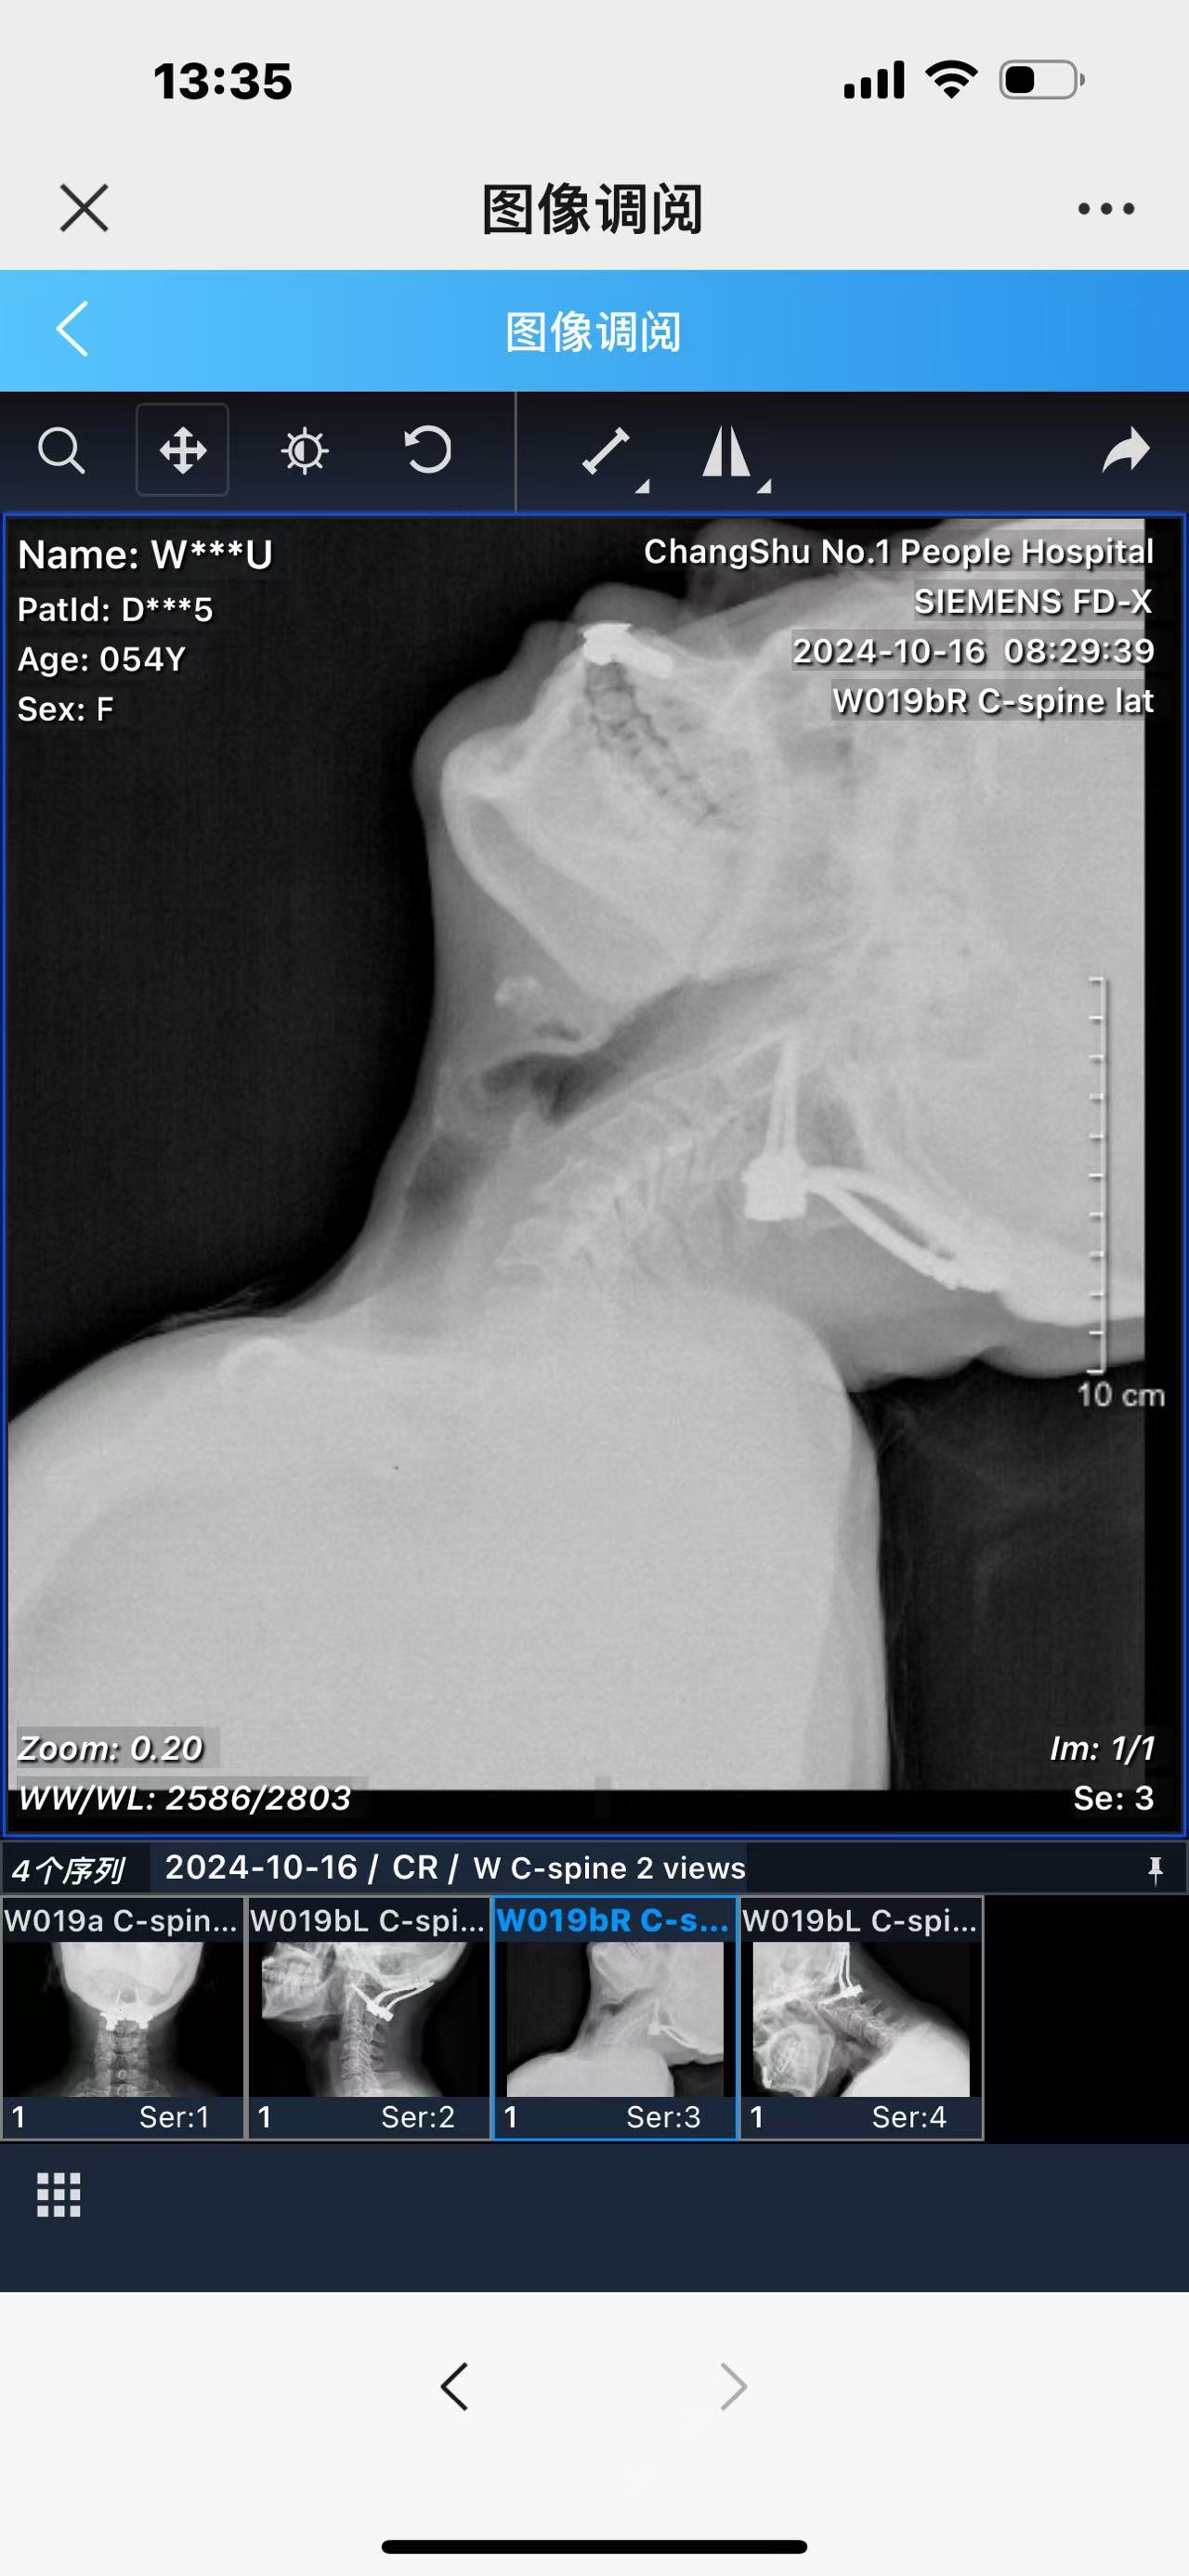 13:35
图像调阅
图像调阅
Name: W***U
PatId: D***5
Age: 054Y
Sex: F
ChangShu No.1 People Hospital
SIEMENS FD-X
2024-10-16 08:29:39
W019bR C-spine lat
10 cm
Zoom: 0.20
WW/WL: 2586/2803
Im: 1/1
Se: 3
4个序列 2024-10-16 / CR / W C-spine 2 views
W019a C-spin...
W019bL C-spi...
W019bR C-s...
W019bL C-spi...
1 Ser:1
1 Ser:2
1 Ser:3
1 Ser:4